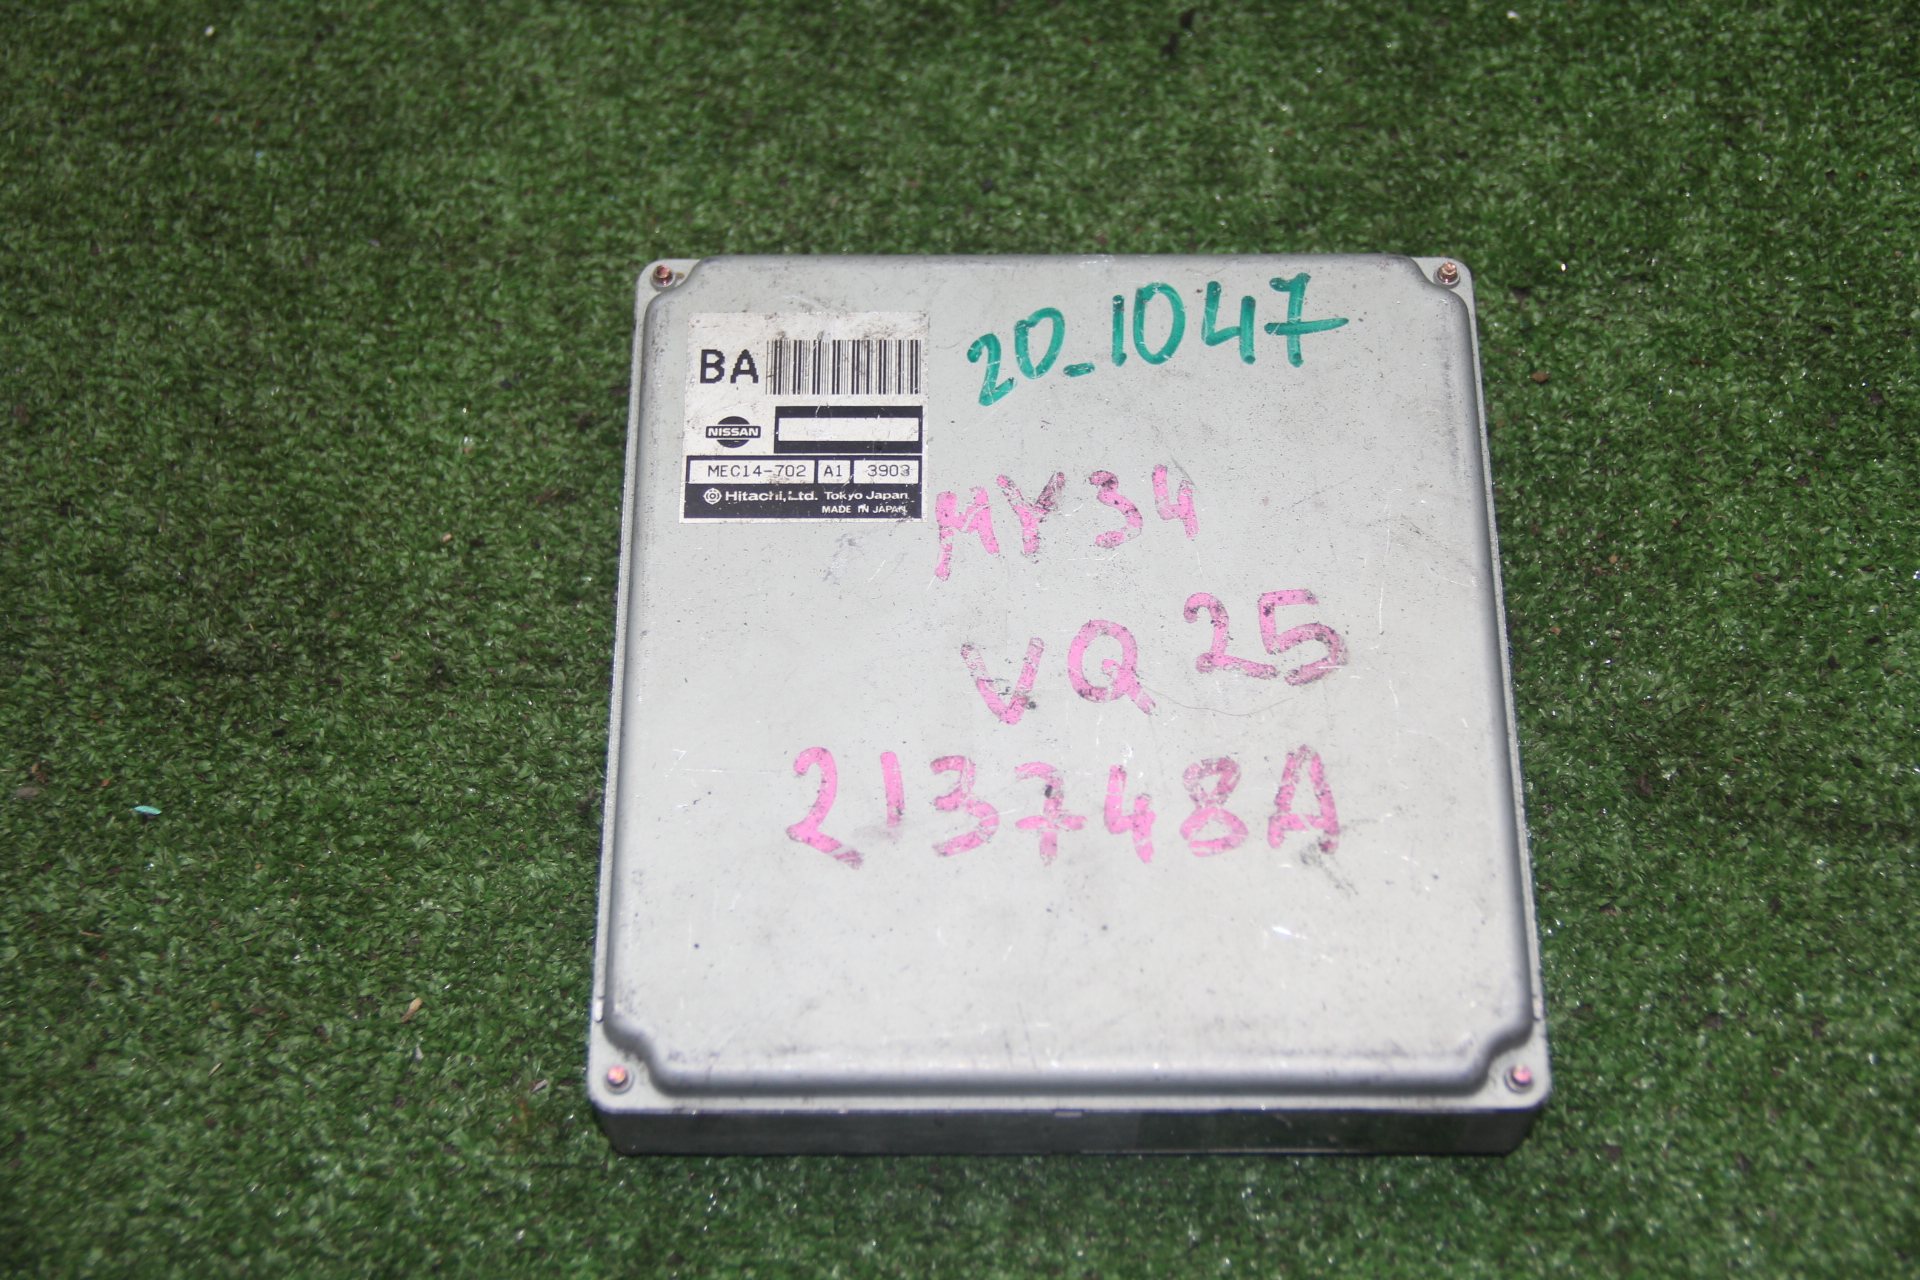 BA
20_1047
NISSAN
MEC14-702 A1 3903
Hitachi, Ltd. Tokyo Japan
MADE IN JAPAN
MY34
VQ25
213748A